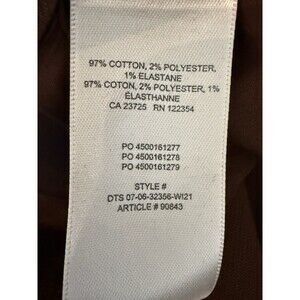 97% COTTON, 2% POLYESTER,
1% ELASTANE
97% COTON, 2% POLYESTER, 1%
ÉLASTHANNE
CA 23725 RN 122354
PO 4500161277
PO 4500161278
PO 4500161279
STYLE #
DTS 07-06-32356-WI21
ARTICLE # 90843